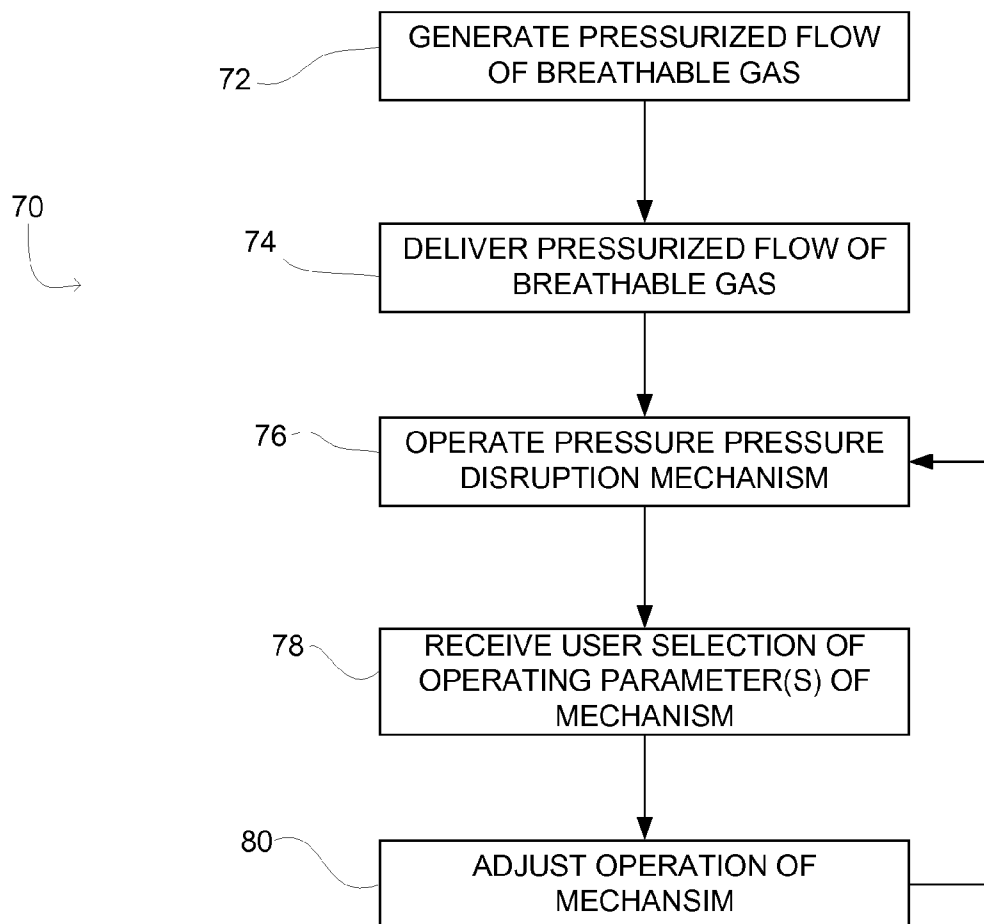 72
GENERATE PRESSURIZED FLOW
OF BREATHABLE GAS
70
74
DELIVER PRESSURIZED FLOW OF
BREATHABLE GAS
76
OPERATE PRESSURE PRESSURE
DISRUPTION MECHANISM
78
RECEIVE USER SELECTION OF
OPERATING PARAMETER(S) OF
MECHANISM
80
ADJUST OPERATION OF
MECHANSIM